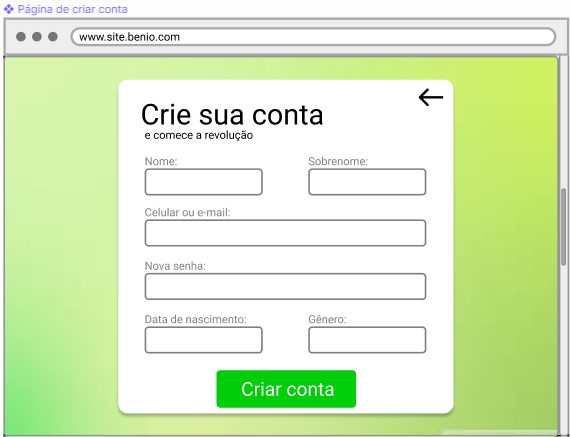 Página de criar conta
www.site.benio.com
Crie sua conta
e comece a revolução
Nome:
Sobrenome:
Celular ou e-mail:
Nova senha:
Data de nascimento:
Gênero:
Criar conta